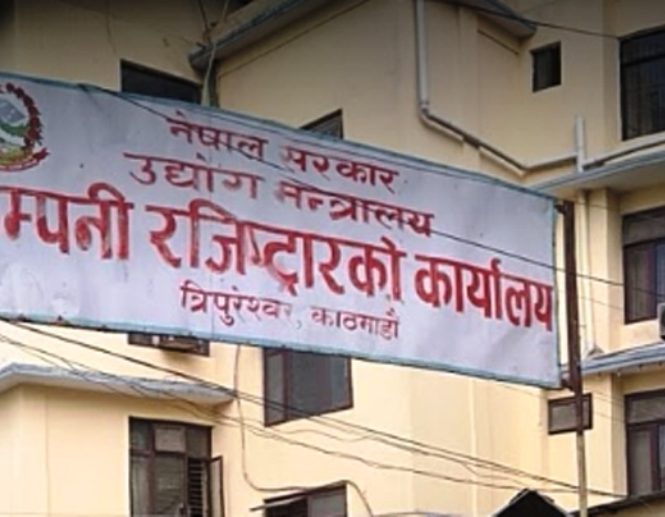 नेपाल सरकार
उद्योग मन्त्रालय
म्पनी रजिष्ट्रारको कार्यालय
त्रिपुरेश्वर, काठमाडौं